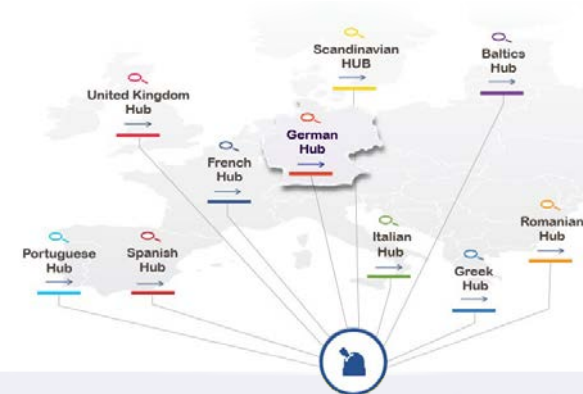 Scandinavian
HUB
Baltics
Hub
United Kingdom
Hub
German
Hub
French
Hub
Romanian
Hub
Italian
Hub
Portuguese
Hub
Spanish
Hub
Greek
Hub